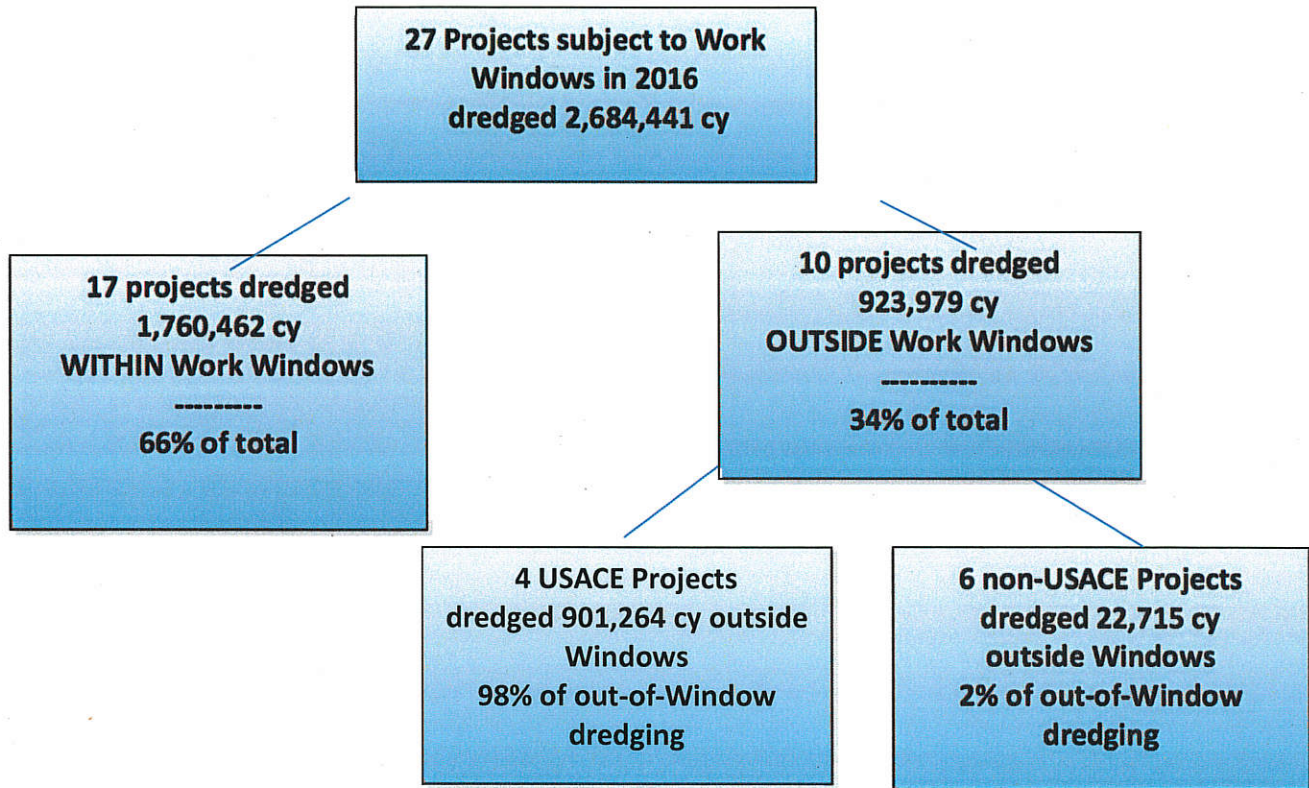 27 Projects subject to Work
Windows in 2016
dredged 2,684,441 cy
17 projects dredged
1,760,462 cy
WITHIN Work Windows
---------
66% of total
10 projects dredged
923,979 cy
OUTSIDE Work Windows
----------
34% of total
4 USACE Projects
dredged 901,264 cy outside
Windows
98% of out-of-Window
dredging
6 non-USACE Projects
dredged 22,715 cy
outside Windows
2% of out-of-Window
dredging